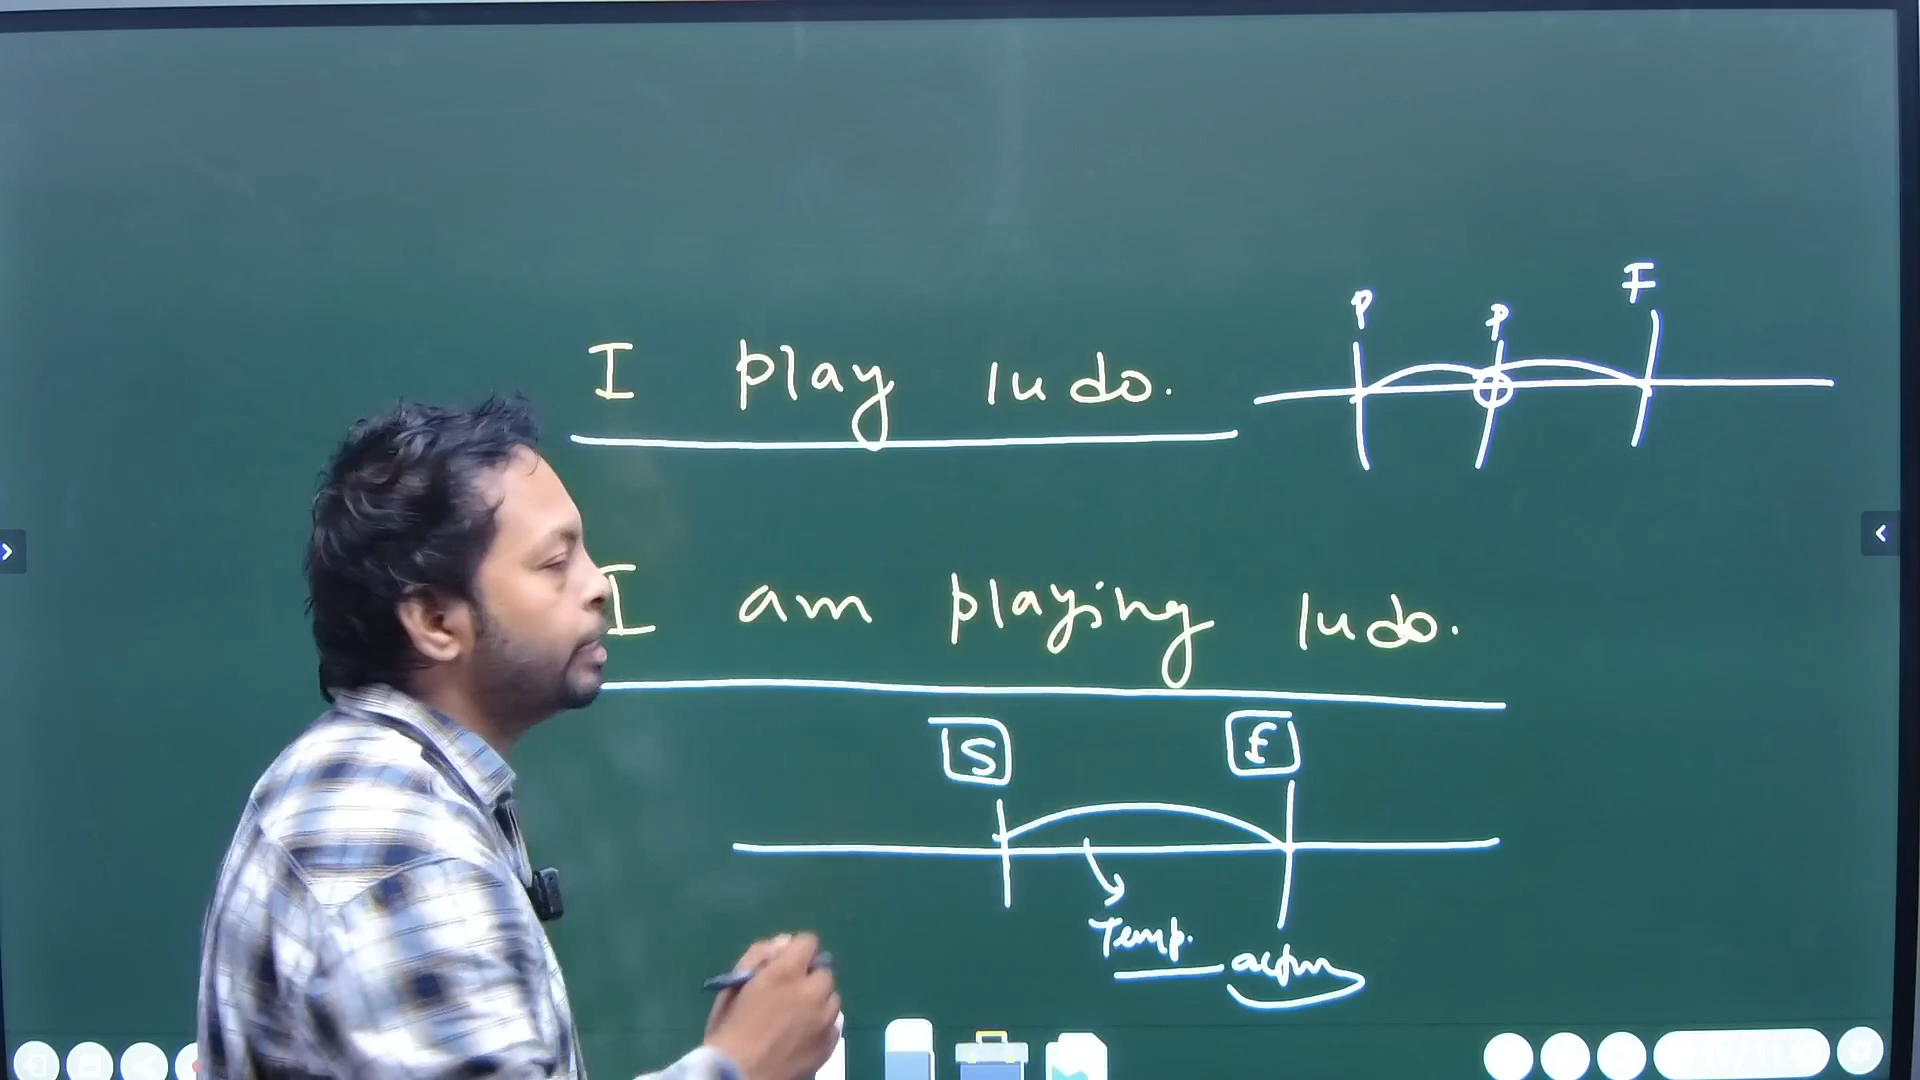 P P F
I play ludo.
I am playing ludo.
S E
Temp. action